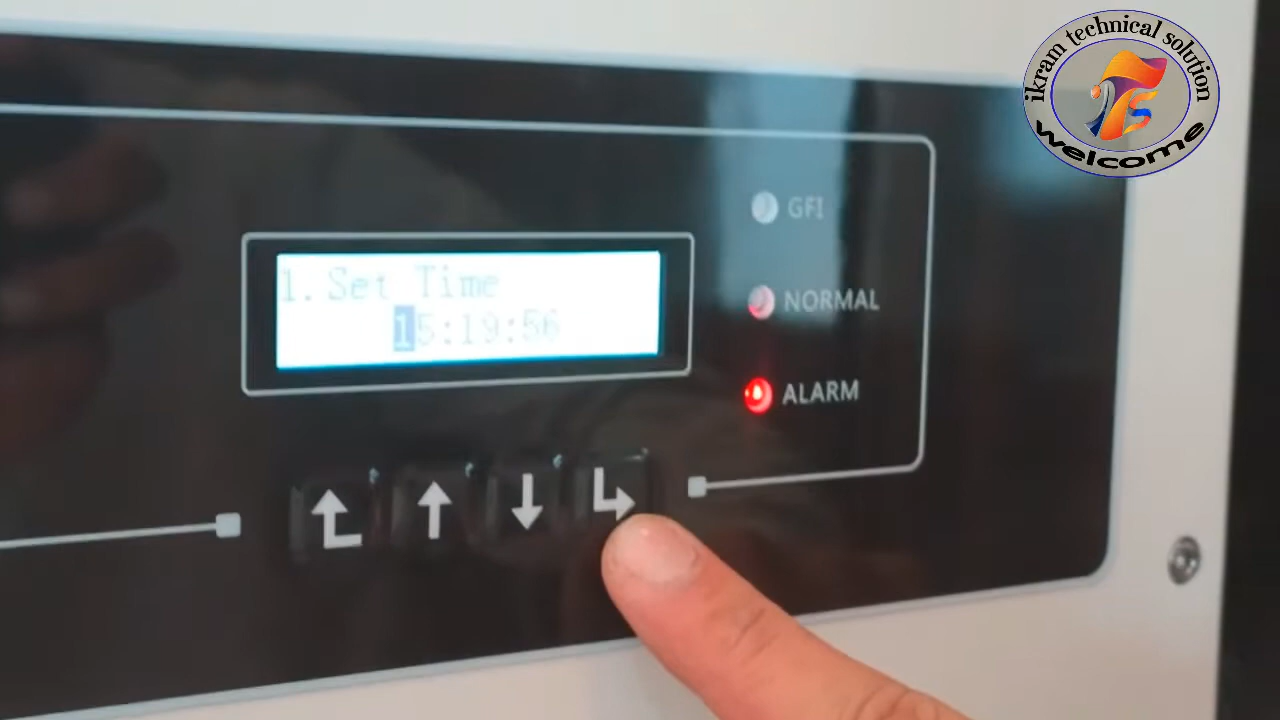 ikram technical solution
welcome
1. Set Time
15:19:56
GFI
NORMAL
ALARM